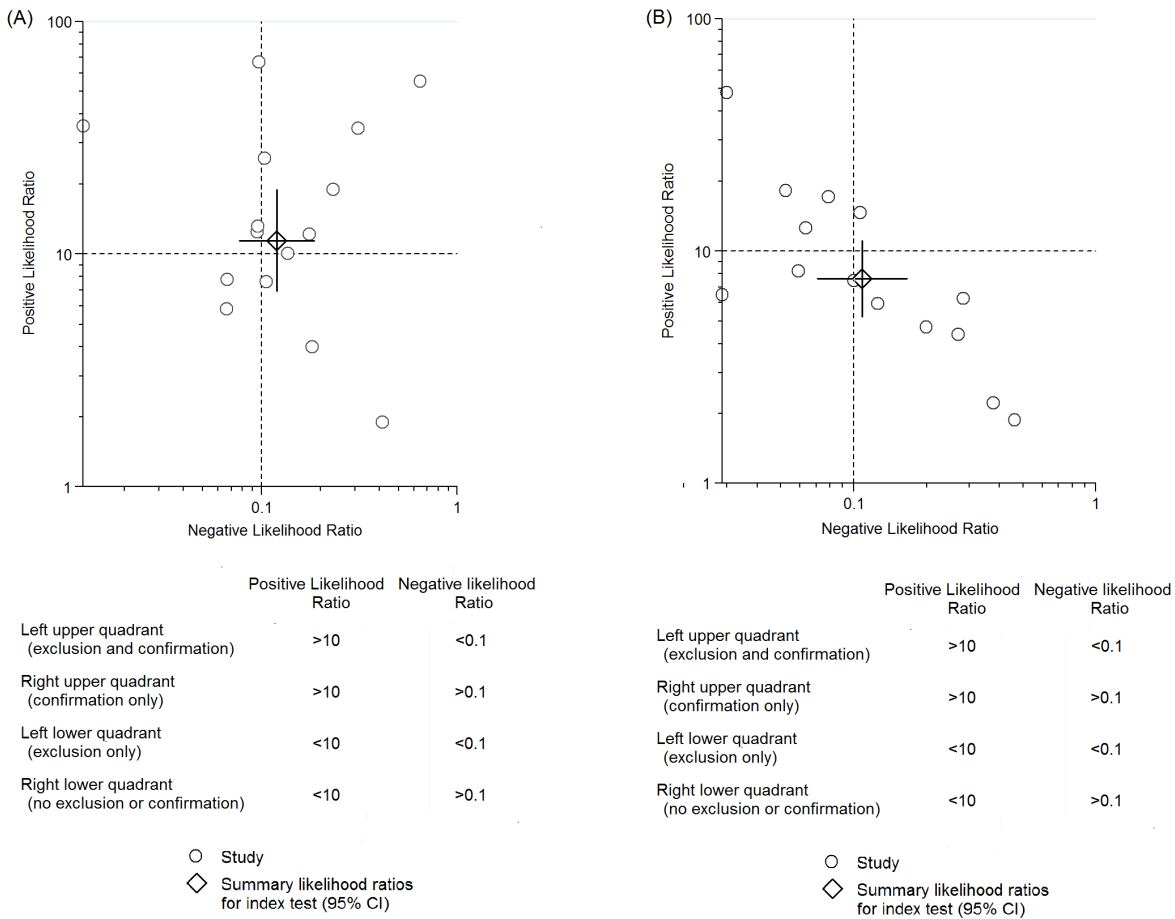 (A)
100
10
1
0.1
1
Positive Likelihood Ratio
Negative Likelihood Ratio
Positive Likelihood Negative likelihood
Ratio Ratio
Left upper quadrant
(exclusion and confirmation)
>10 <0.1
Right upper quadrant
(confirmation only)
>10 >0.1
Left lower quadrant
(exclusion only)
<10 <0.1
Right lower quadrant
(no exclusion or confirmation)
<10 >0.1
Study
Summary likelihood ratios
for index test (95% CI)
(B)
100
10
1
0.1
1
Positive Likelihood Ratio
Negative Likelihood Ratio
Positive Likelihood Negative likelihood
Ratio Ratio
Left upper quadrant
(exclusion and confirmation)
>10 <0.1
Right upper quadrant
(confirmation only)
>10 >0.1
Left lower quadrant
(exclusion only)
<10 <0.1
Right lower quadrant
(no exclusion or confirmation)
<10 >0.1
Study
Summary likelihood ratios
for index test (95% CI)